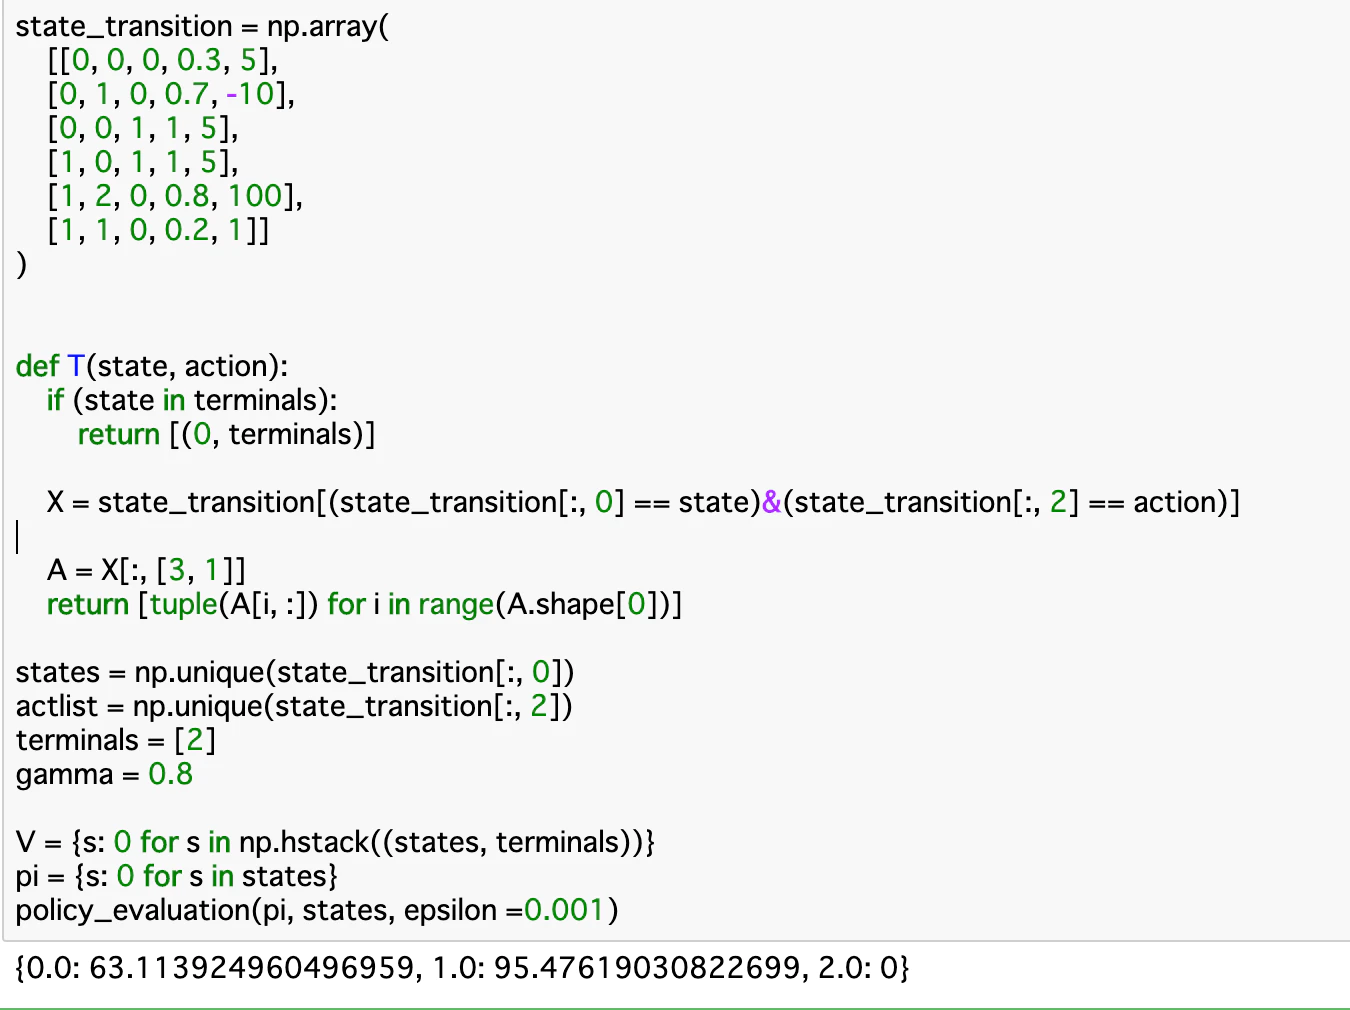 state_transition = np.array(
    [[0, 0, 0, 0.3, 5],
    [0, 1, 0, 0.7, -10],
    [0, 0, 1, 1, 5],
    [1, 0, 1, 1, 5],
    [1, 2, 0, 0.8, 100],
    [1, 1, 0, 0.2, 1]]
)
def T(state, action):
    if (state in terminals):
        return [(0, terminals)]
    X = state_transition[(state_transition[:, 0] == state)&(state_transition[:, 2] == action)]
    A = X[:, [3, 1]]
    return [tuple(A[i, :]) for i in range(A.shape[0])]
states = np.unique(state_transition[:, 0])
actlist = np.unique(state_transition[:, 2])
terminals = [2]
gamma = 0.8
V = {s: 0 for s in np.hstack((states, terminals))}
pi = {s: 0 for s in states}
policy_evaluation(pi, states, epsilon =0.001)
{0.0: 63.113924960496959, 1.0: 95.47619030822699, 2.0: 0}